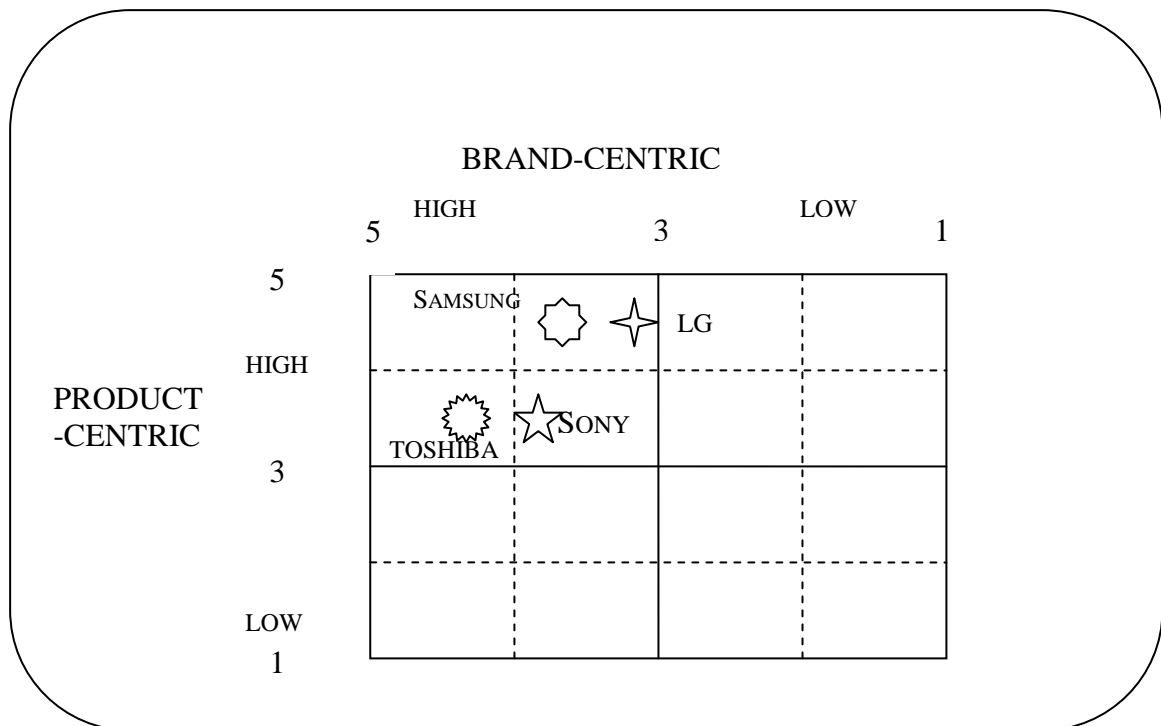 BRAND-CENTRIC
HIGH LOW
5 3 1
5
SAMSUNG
LG
HIGH
PRODUCT
-CENTRIC
SONY
TOSHIBA
3
LOW
1